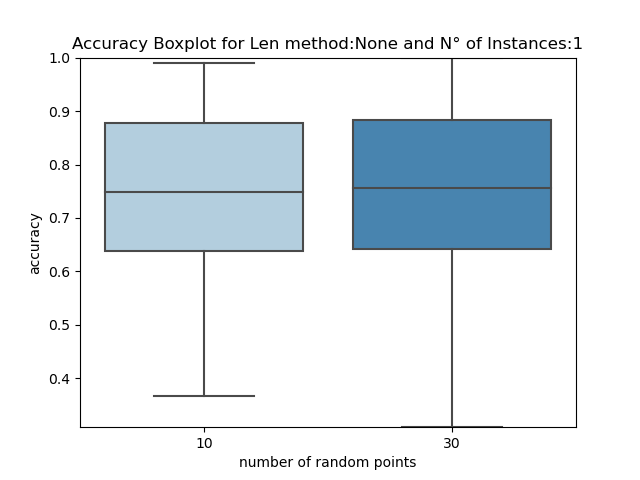 Accuracy Boxplot for Len method:None and N° of Instances:1
1.0
0.9
0.8
0.7
0.6
0.5
0.4
accuracy
10 30
number of random points